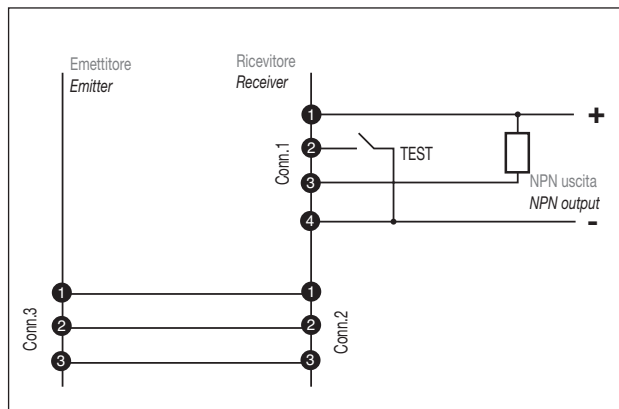 Emettitore
Emitter
Ricevitore
Receiver
Conn.1
1
+
2
TEST
3
NPN uscita
NPN output
4
-
Conn.3
1
2
3
Conn.2
1
2
3